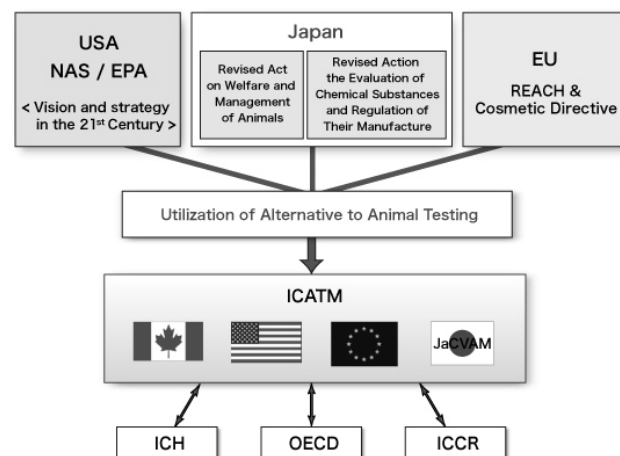 USA
NAS / EPA
< Vision and strategy
in the 21st Century >
Japan
Revised Act
on Welfare and
Management
of Animals
Revised Action
the Evaluation of
Chemical Substances
and Regulation of
Their Manufacture
EU
REACH &
Cosmetic Directive
Utilization of Alternative to Animal Testing
ICATM
JaCVAM
ICH
OECD
ICCR